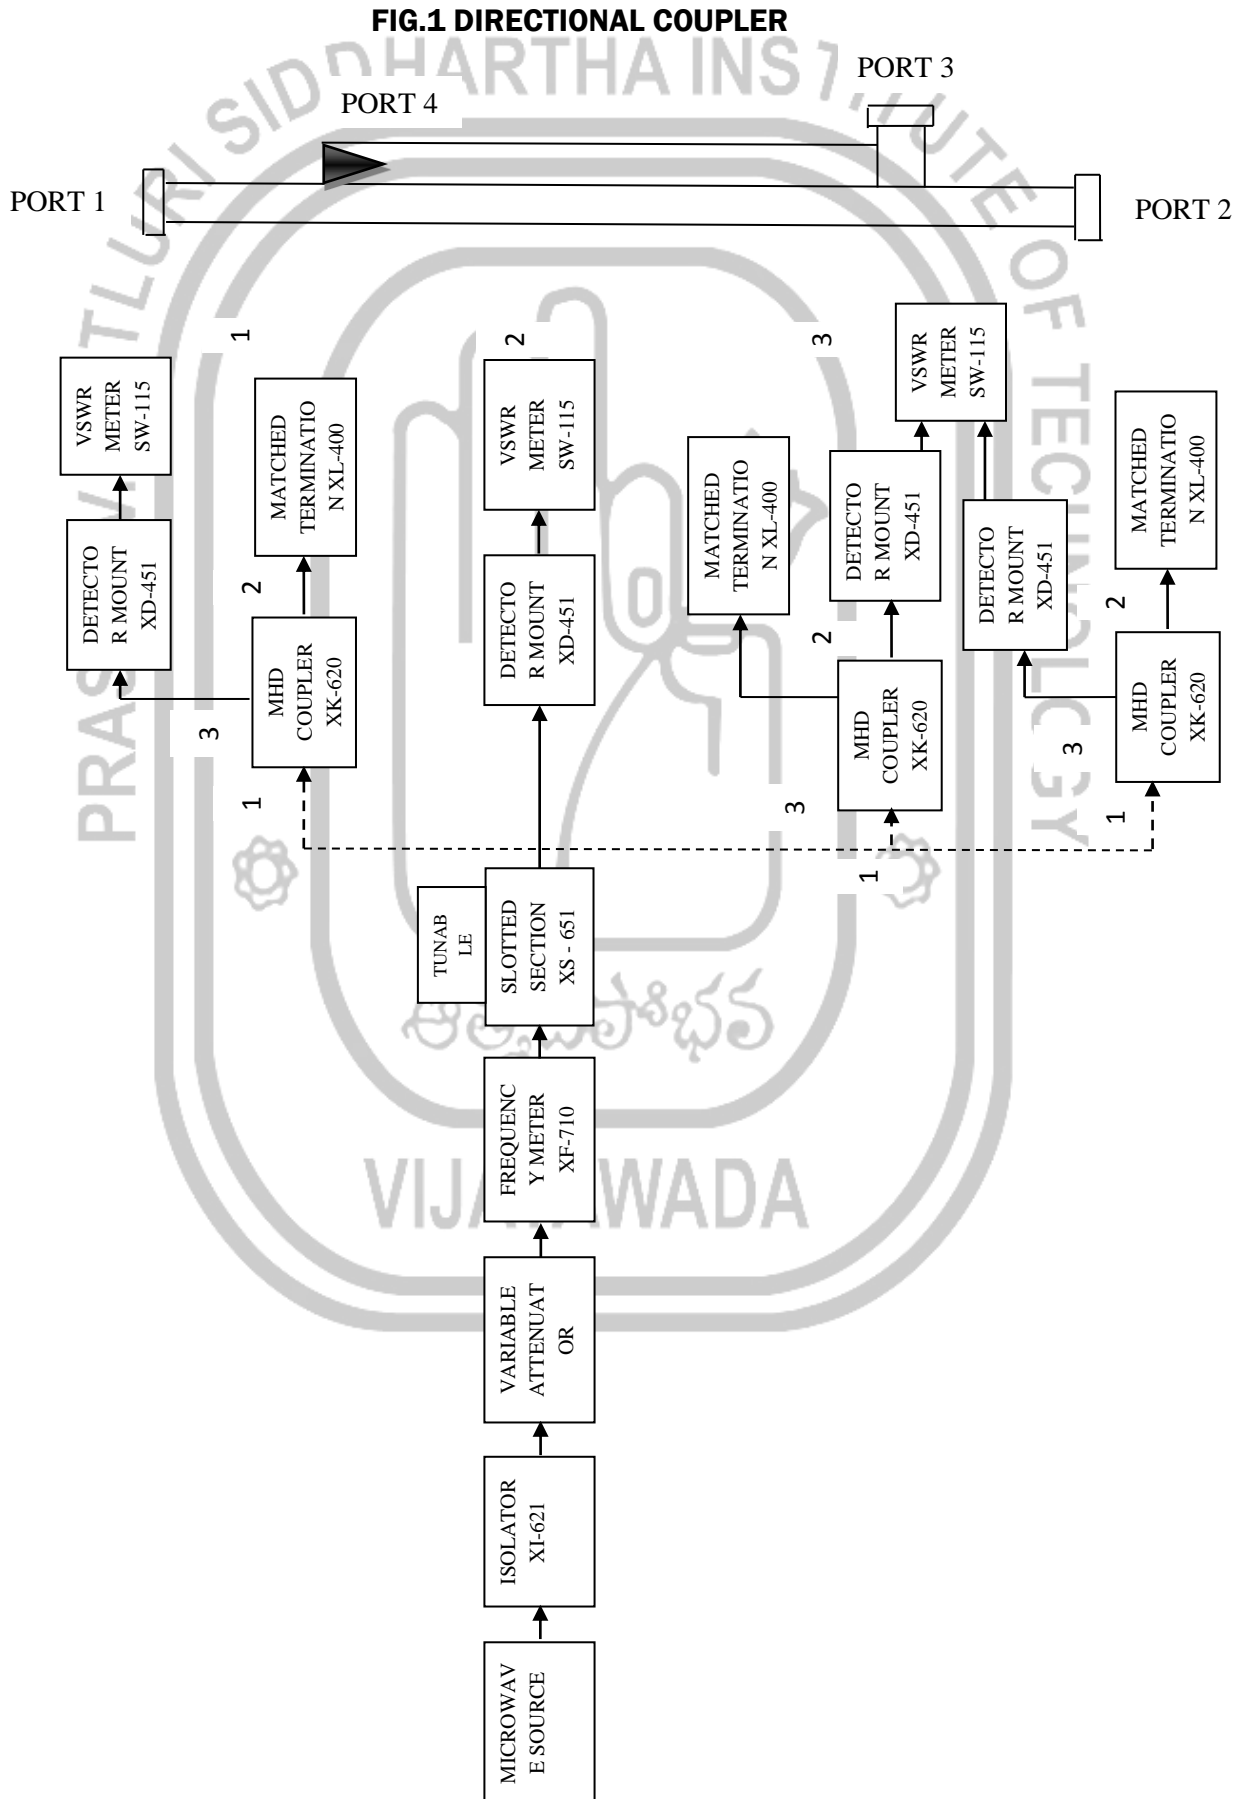 FIG.1 DIRECTIONAL COUPLER
PORT 3
PORT 4
PORT 1
PORT 2
1
2
3
VSWR
METER
SW-115
MATCHED
TERMINATIO
N XL-400
VSWR
METER
SW-115
VSWR
METER
SW-115
MATCHED
TERMINATIO
N XL-400
DETECTO
R MOUNT
XD-451
MATCHED
TERMINATIO
N XL-400
DETECTO
R MOUNT
XD-451
2
DETECTO
R MOUNT
XD-451
2
DETECTO
R MOUNT
XD-451
2
3
MHD
COUPLER
XK-620
MHD
COUPLER
XK-620
3
MHD
COUPLER
XK-620
1
3
1
1
TUNAB
LE
SLOTTED
SECTION
XS - 651
FREQUENC
Y METER
XF-710
VARIABLE
ATTENUAT
OR
ISOLATOR
XI-621
MICROWAV
E SOURCE
SIDDHARTHA INSTITUTE OF
VIJAYAWADA